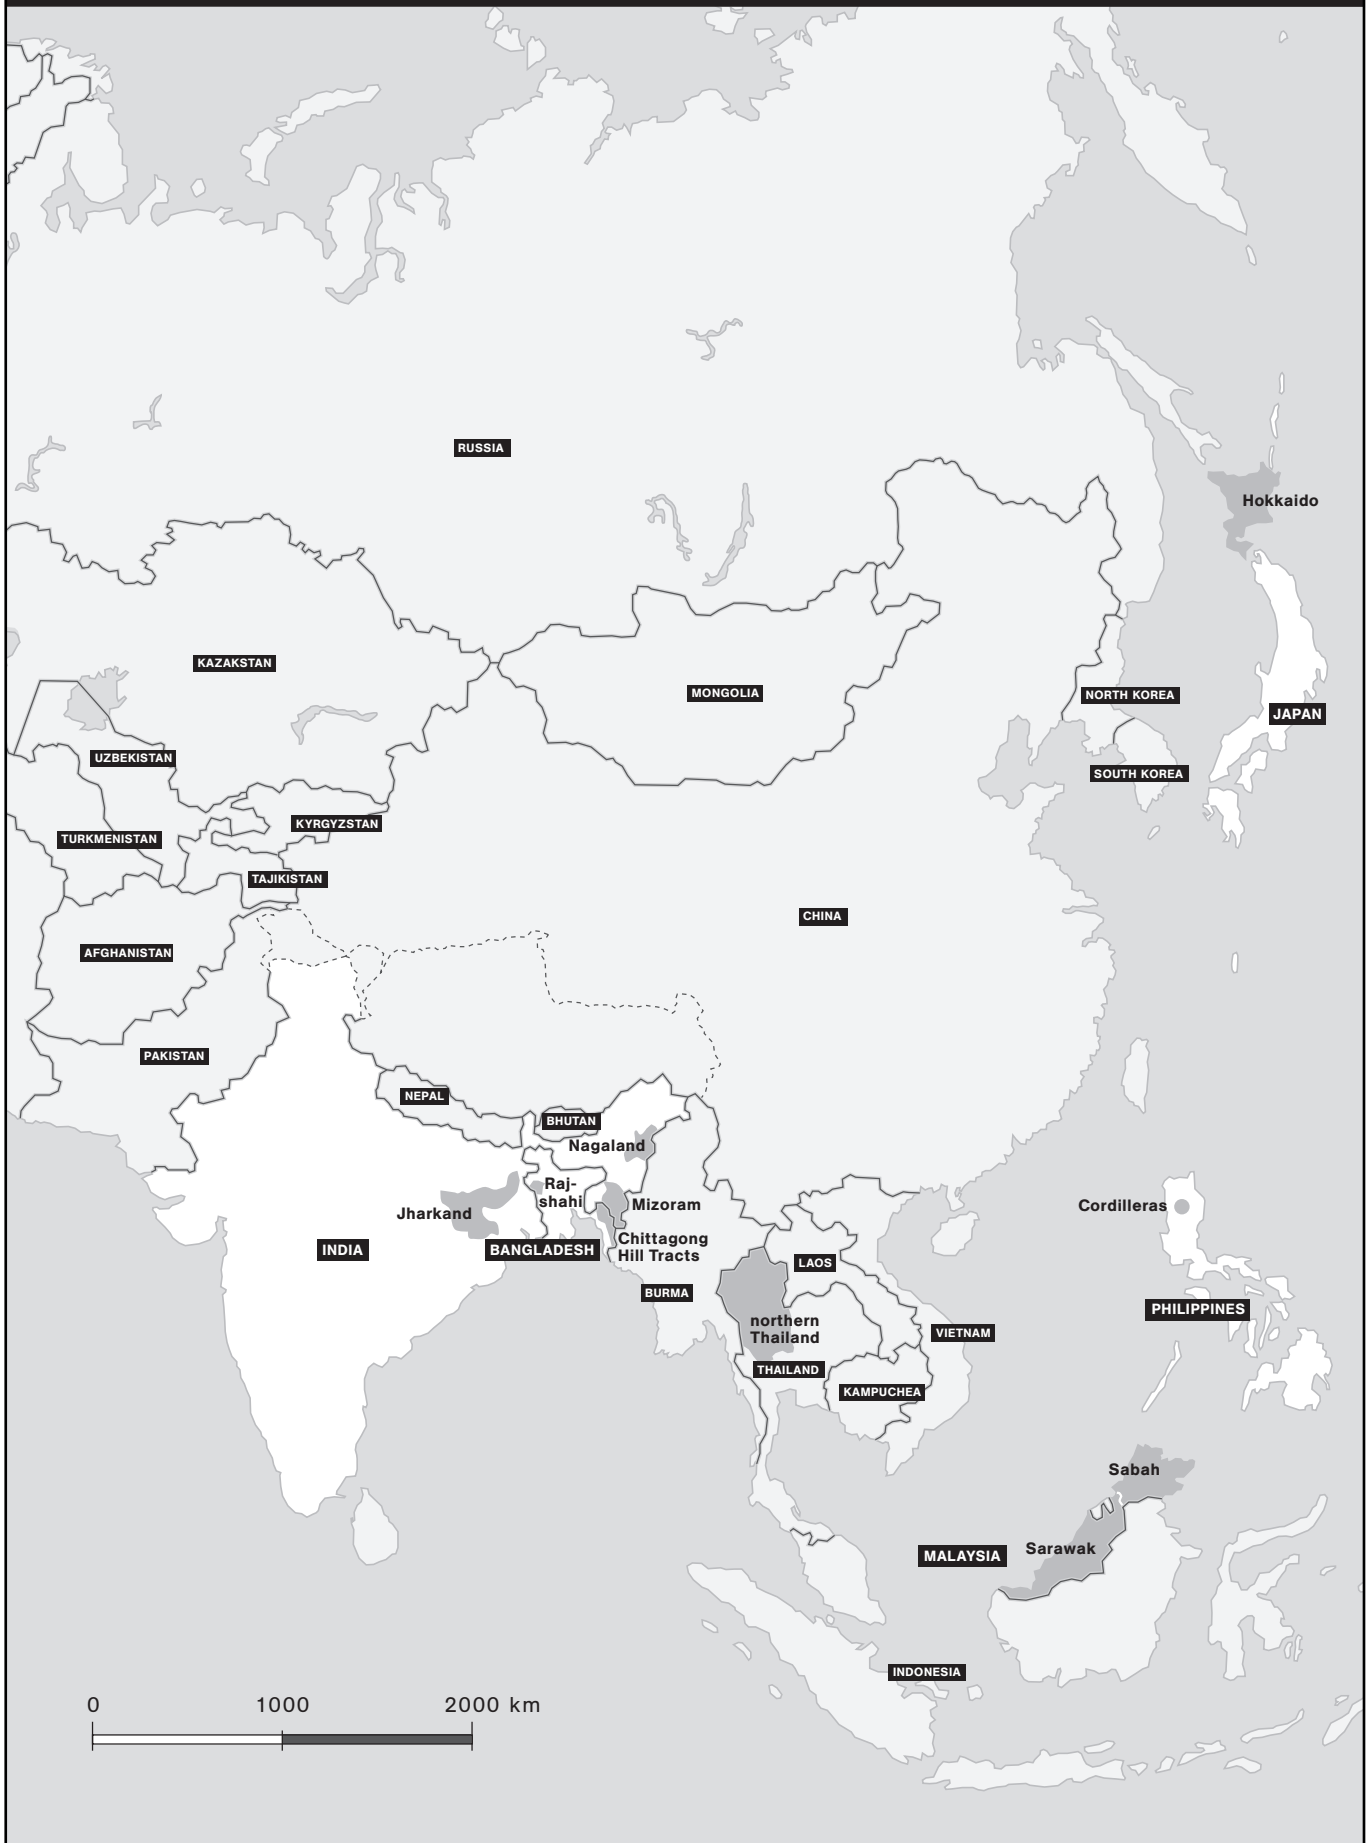 RUSSIA
Hokkaido
KAZAKSTAN
MONGOLIA
NORTH KOREA
JAPAN
UZBEKISTAN
SOUTH KOREA
KYRGYZSTAN
TURKMENISTAN
TAJIKISTAN
CHINA
AFGHANISTAN
PAKISTAN
NEPAL
BHUTAN
Nagaland
Raj-
shahi
Mizoram
Cordilleras
Jharkand
Chittagong
Hill Tracts
INDIA
BANGLADESH
LAOS
BURMA
PHILIPPINES
northern
Thailand
VIETNAM
THAILAND
KAMPUCHEA
Sabah
Sarawak
MALAYSIA
INDONESIA
0 1000 2000 km